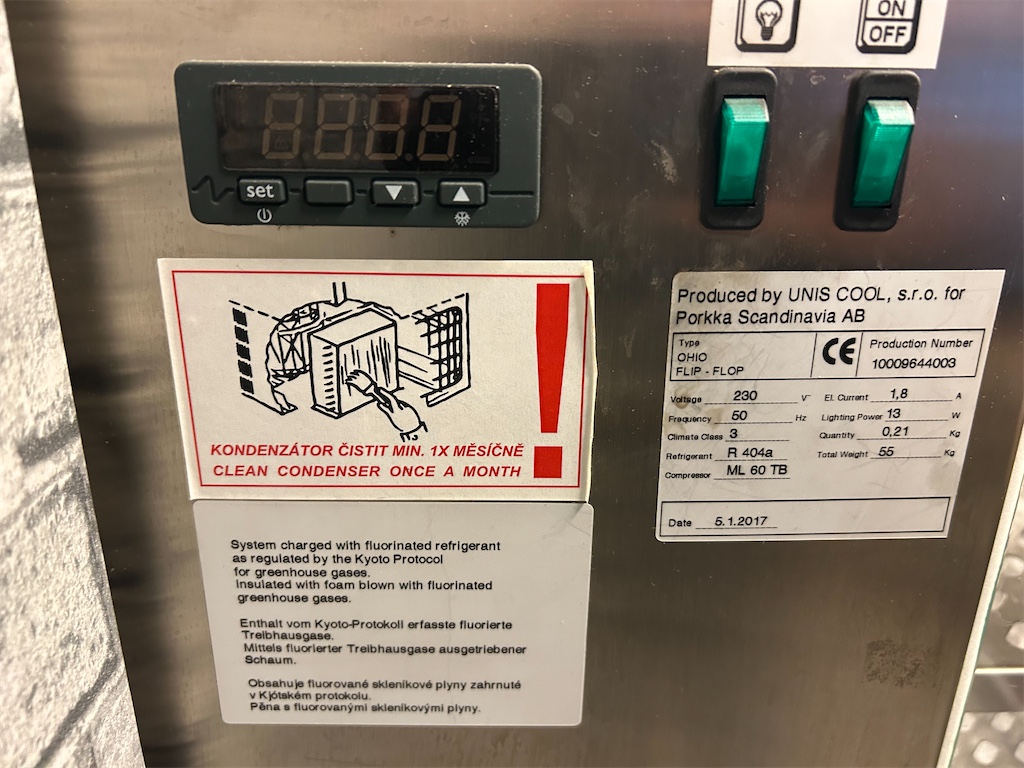 ON
OFF
set
Produced by UNIS COOL, s.r.o. for
Porkka Scandinavia AB
Type
OHIO
FLIP - FLOP
CE
Production Number
10009644003
Voltage 230 V~ El. Current 1,8 A
Frequency 50 Hz Lighting Power 13 W
Climate Class 3 Quantity 0,21 Kg
Refrigerant R 404a Total Weight 55 Kg
Compressor ML 60 TB
Date 5.1.2017
!
KONDENZÁTOR ČISTIT MIN. 1X MĚSÍČNĚ
CLEAN CONDENSER ONCE A MONTH
System charged with fluorinated refrigerant
as regulated by the Kyoto Protocol
for greenhouse gases.
Insulated with foam blown with fluorinated
greenhouse gases.
Enthalt vom Kyoto-Protokoll erfasste fluorierte
Treibhausgase.
Mittels fluorierter Treibhausgase ausgetriebener
Schaum.
Obsahuje fluorované skleníkové plyny zahrnuté
v Kjótském protokolu.
Pěna s fluorovanými skleníkovými plyny.